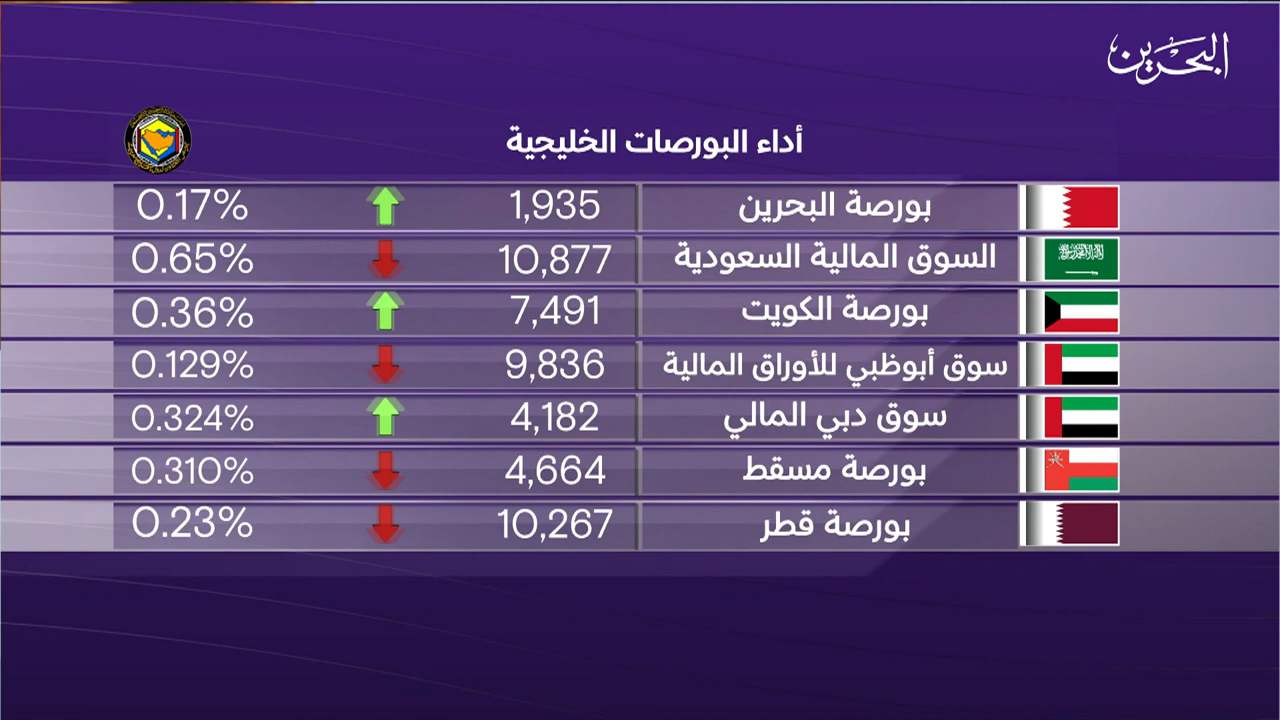 البحرين
أداء البورصات الخليجية
بورصة البحرين 1,935 0.17%
السوق المالية السعودية 10,877 0.65%
بورصة الكويت 7,491 0.36%
سوق أبوظبي للأوراق المالية 9,836 0.129%
سوق دبي المالي 4,182 0.324%
بورصة مسقط 4,664 0.310%
بورصة قطر 10,267 0.23%